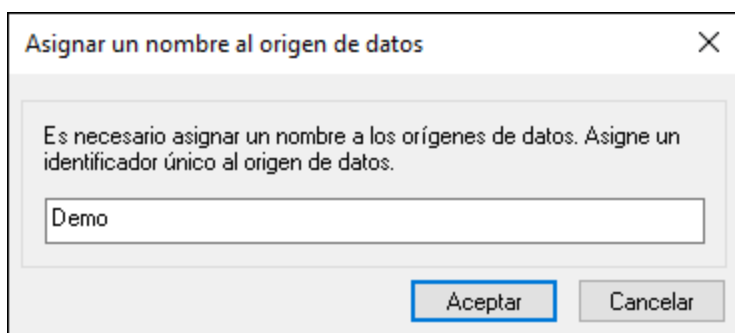 Asignar un nombre al origen de datos
Es necesario asignar un nombre a los orígenes de datos. Asigne un
identificador único al origen de datos.
Demo
Aceptar
Cancelar